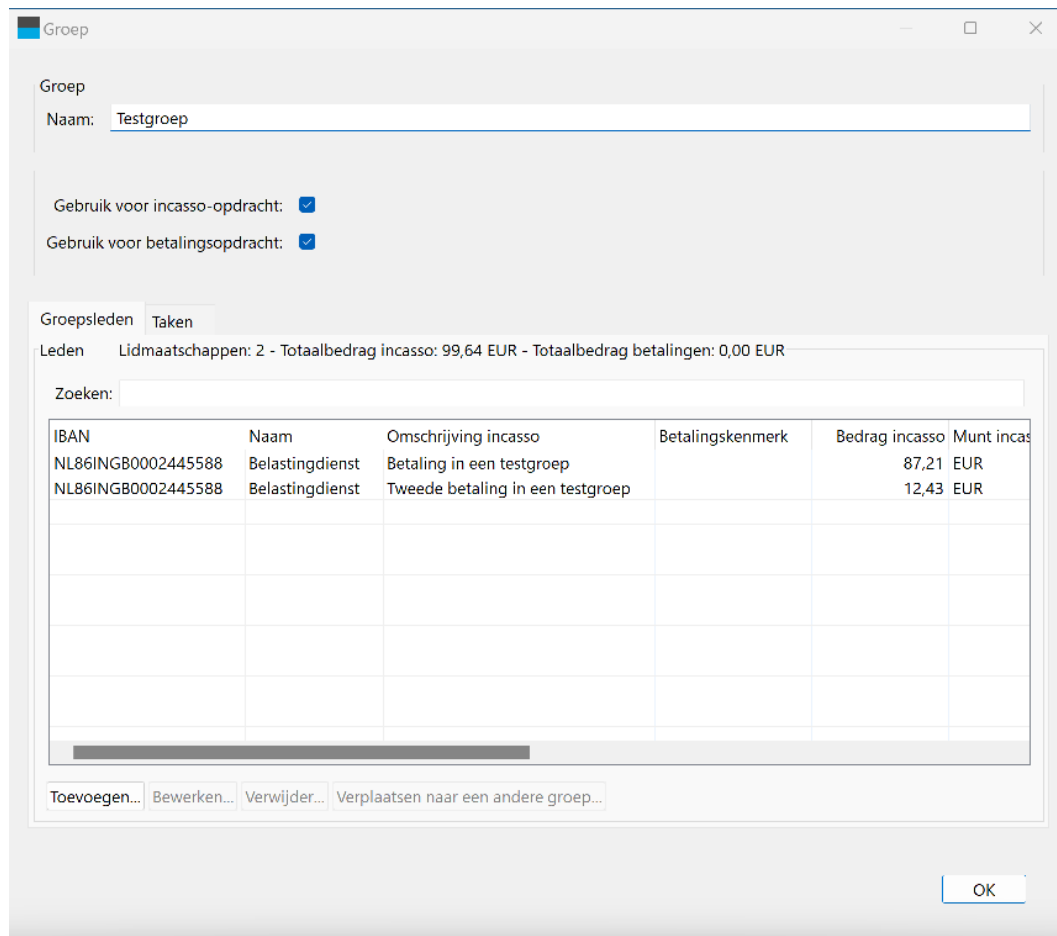 Groep
Groep
Naam: Testgroep
Gebruik voor incasso-opdracht:
Gebruik voor betalingsopdracht:
Groepsleden Taken
Leden Lidmaatschappen: 2 - Totaalbedrag incasso: 99,64 EUR - Totaalbedrag betalingen: 0,00 EUR
Zoeken:
IBAN Naam Omschrijving incasso Betalingskenmerk Bedrag incasso Munt incas
NL86INGB0002445588 Belastingdienst Betaling in een testgroep 87,21 EUR
NL86INGB0002445588 Belastingdienst Tweede betaling in een testgroep 12,43 EUR
Toevoegen... Bewerken... Verwijder... Verplaatsen naar een andere groep...
OK